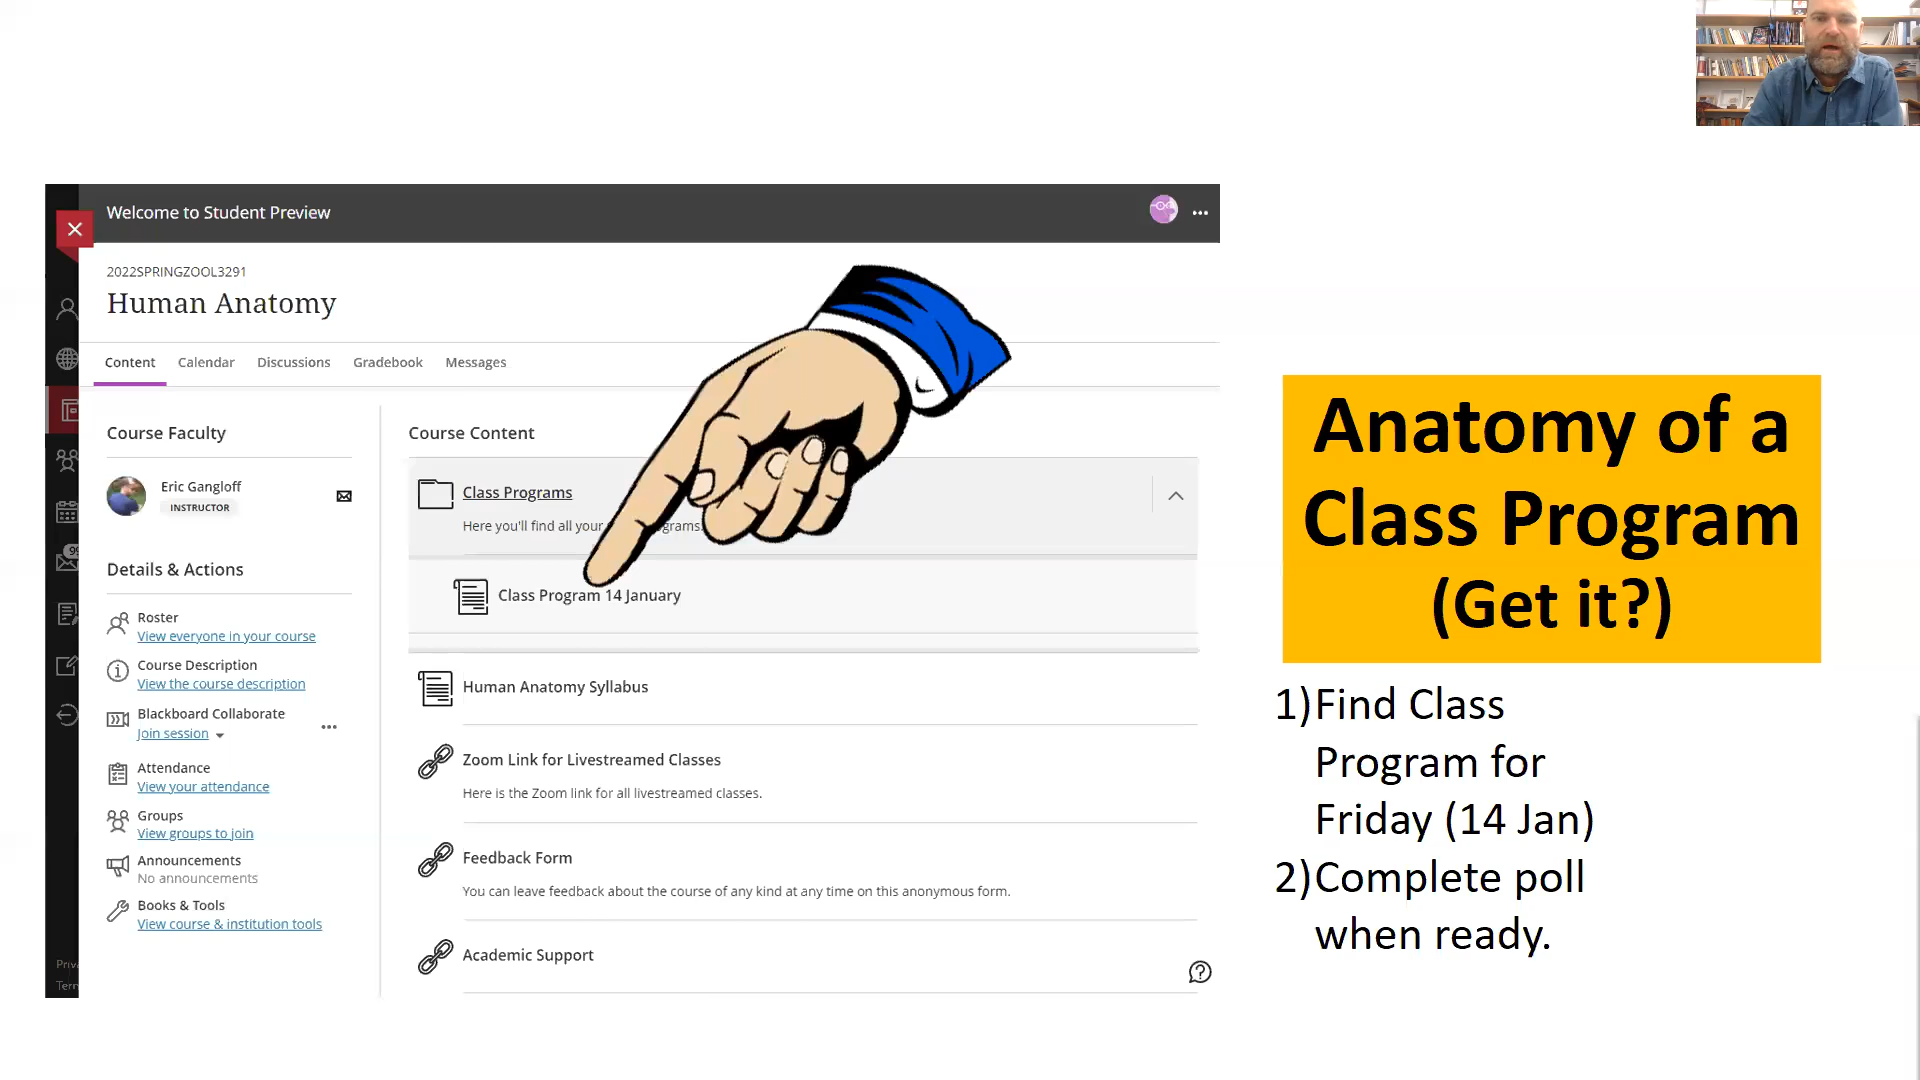 Welcome to Student Preview
2022SPRINGZOOL3291
Human Anatomy
Content Calendar Discussions Gradebook Messages
Course Faculty
Eric Gangloff
INSTRUCTOR
Details & Actions
Roster
View everyone in your course
Course Description
View the course description
Blackboard Collaborate
Join session
Attendance
View your attendance
Groups
View groups to join
Announcements
No announcements
Books & Tools
View course & institution tools
Course Content
Class Programs
Here you'll find all your
Class Program 14 January
Human Anatomy Syllabus
Zoom Link for Livestreamed Classes
Here is the Zoom link for all livestreamed classes.
Feedback Form
You can leave feedback about the course of any kind at any time on this anonymous form.
Academic Support
Anatomy of a
Class Program
(Get it?)
1) Find Class
Program for
Friday (14 Jan)
2) Complete poll
when ready.